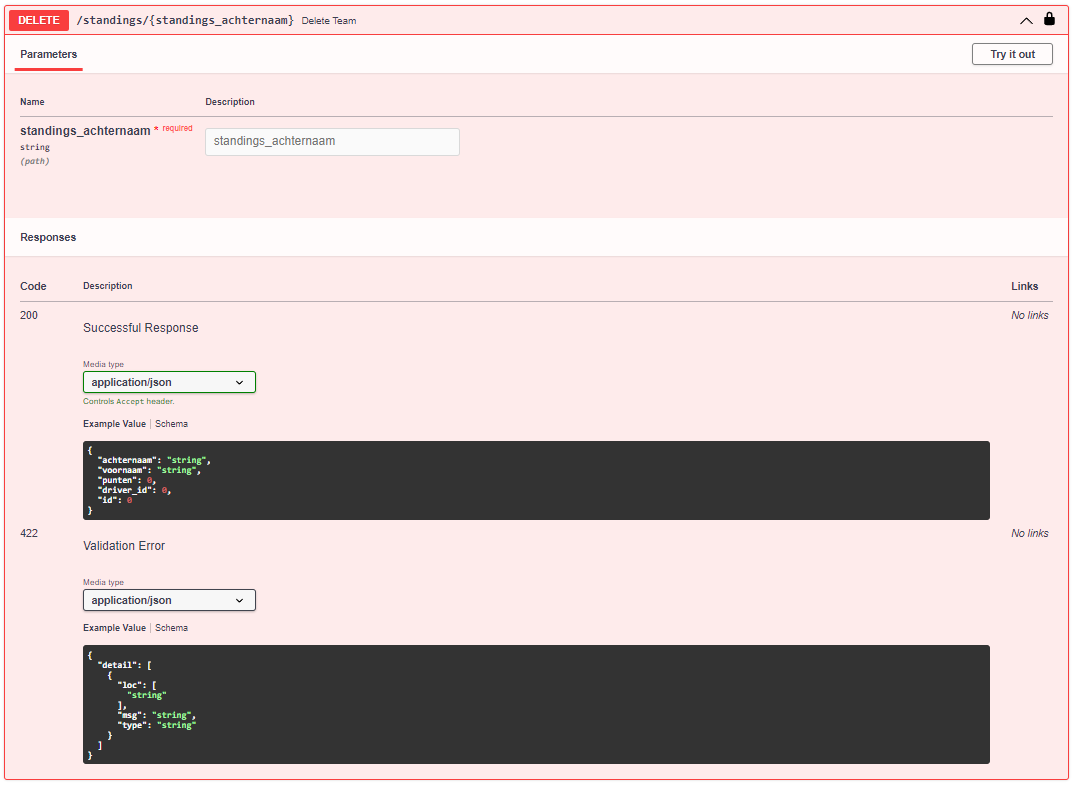 DELETE /standings/{standings_achternaam} Delete Team
Parameters
Try it out
Name Description
standings_achternaam * required
string
(path)
standings_achternaam
Responses
Code Description Links
200 No links
Successful Response
Media type
application/json
Controls Accept header.
Example Value | Schema
{
  "achternaam": "string",
  "voornaam": "string",
  "punten": 0,
  "driver_id": 0,
  "id": 0
}
422 No links
Validation Error
Media type
application/json
Example Value | Schema
{
  "detail": [
    {
      "loc": [
        "string"
      ],
      "msg": "string",
      "type": "string"
    }
  ]
}